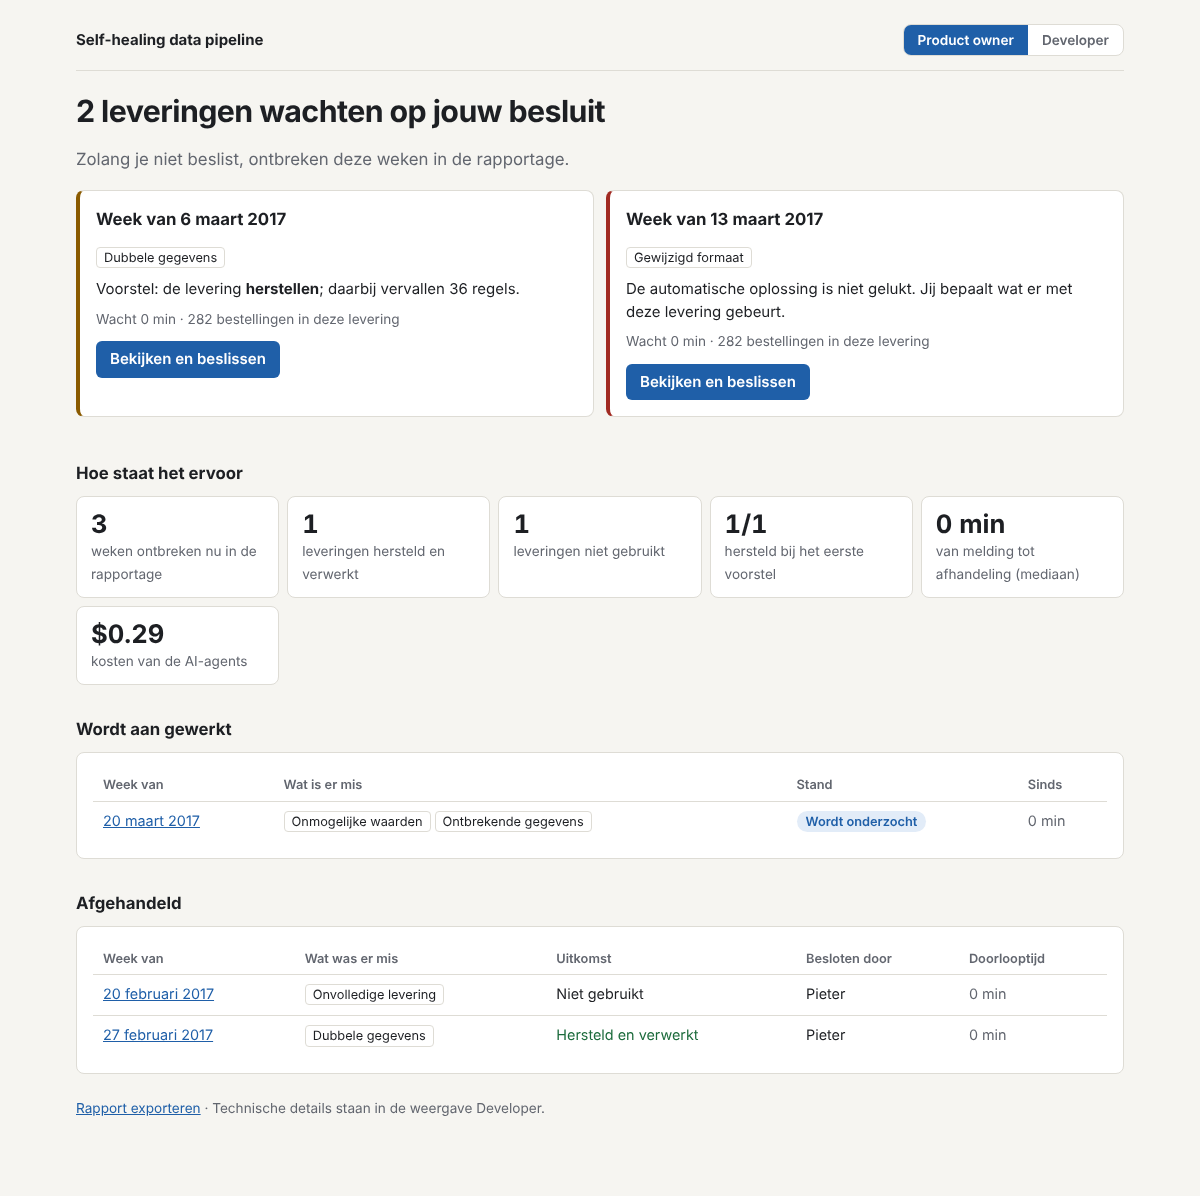 Self-healing data pipeline
Product owner
Developer
2 leveringen wachten op jouw besluit
Zolang je niet beslist, ontbreken deze weken in de rapportage.
Week van 6 maart 2017
Dubbele gegevens
Voorstel: de levering herstellen; daarbij vervallen 36 regels.
Wacht 0 min · 282 bestellingen in deze levering
Bekijken en beslissen
Week van 13 maart 2017
Gewijzigd formaat
De automatische oplossing is niet gelukt. Jij bepaalt wat er met
deze levering gebeurt.
Wacht 0 min · 282 bestellingen in deze levering
Bekijken en beslissen
Hoe staat het ervoor
3
weken ontbreken nu in de
rapportage
1
leveringen hersteld en
verwerkt
1
leveringen niet gebruikt
1/1
hersteld bij het eerste
voorstel
0 min
van melding tot
afhandeling (mediaan)
$0.29
kosten van de AI-agents
Wordt aan gewerkt
Week van Wat is er mis Stand Sinds
20 maart 2017 Onmogelijke waarden Ontbrekende gegevens Wordt onderzocht 0 min
Afgehandeld
Week van Wat was er mis Uitkomst Besloten door Doorlooptijd
20 februari 2017 Onvolledige levering Niet gebruikt Pieter 0 min
27 februari 2017 Dubbele gegevens Hersteld en verwerkt Pieter 0 min
Rapport exporteren · Technische details staan in de weergave Developer.